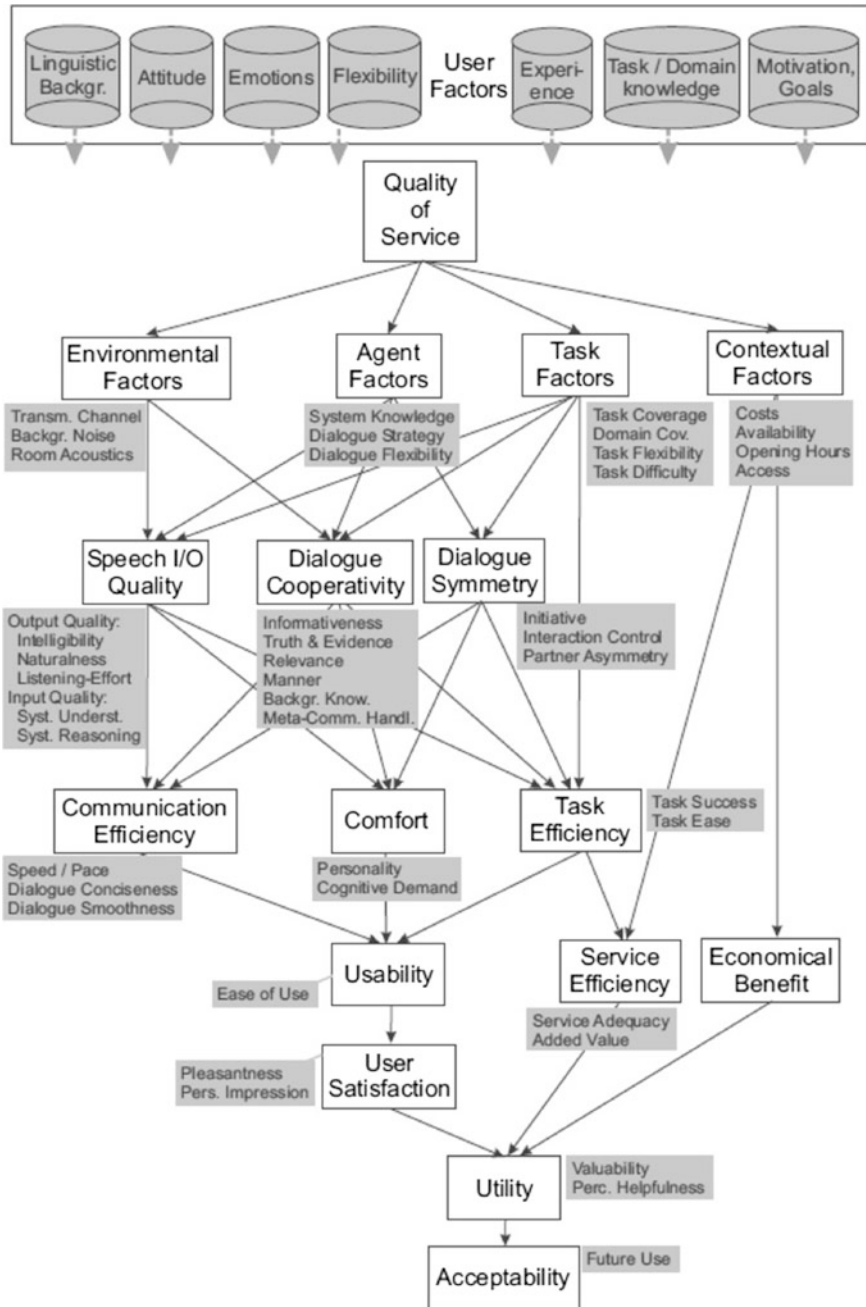 Linguistic
Backgr.
Attitude
Emotions
Flexibility
User
Factors
Experi-
ence
Task / Domain
knowledge
Motivation,
Goals
Quality
of
Service
Environmental
Factors
Agent
Factors
Task
Factors
Contextual
Factors
Transm. Channel
Backgr. Noise
Room Acoustics
System Knowledge
Dialogue Strategy
Dialogue Flexibility
Task Coverage
Domain Cov.
Task Flexibility
Task Difficulty
Costs
Availability
Opening Hours
Access
Speech I/O
Quality
Dialogue
Cooperativity
Dialogue
Symmetry
Output Quality:
Intelligibility
Naturalness
Listening-Effort
Input Quality:
Syst. Underst.
Syst. Reasoning
Informativeness
Truth & Evidence
Relevance
Manner
Backgr. Know.
Meta-Comm. Handl.
Initiative
Interaction Control
Partner Asymmetry
Communication
Efficiency
Comfort
Task
Efficiency
Task Success
Task Ease
Speed / Pace
Dialogue Conciseness
Dialogue Smoothness
Personality
Cognitive Demand
Usability
Service
Efficiency
Economical
Benefit
Ease of Use
Service Adequacy
Added Value
User
Satisfaction
Pleasantness
Pers. Impression
Utility
Valuability
Perc. Helpfulness
Acceptability
Future Use